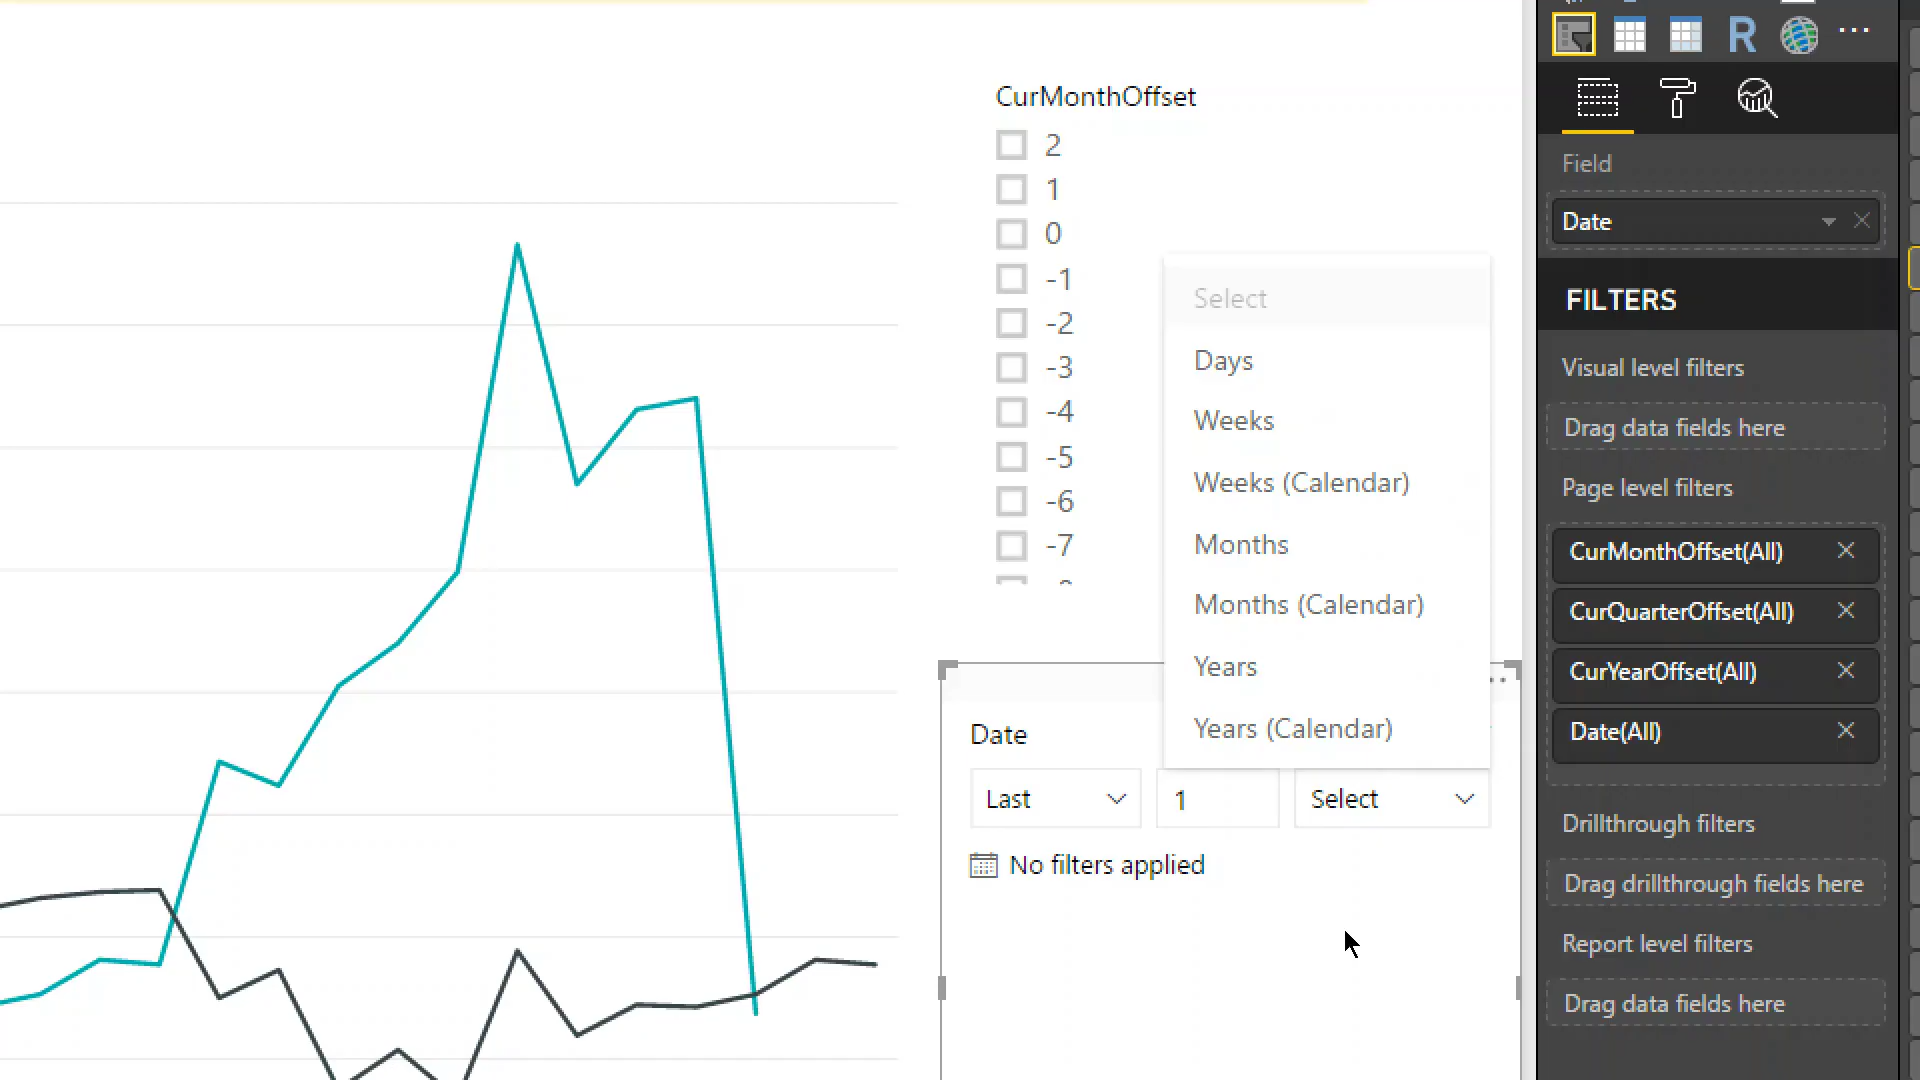 CurMonthOffset
2
1
0
-1
-2
-3
-4
-5
-6
-7
Select
Days
Weeks
Weeks (Calendar)
Months
Months (Calendar)
Years
Years (Calendar)
Date
Last
1
Select
No filters applied
R
Field
Date
FILTERS
Visual level filters
Drag data fields here
Page level filters
CurMonthOffset(All)
CurQuarterOffset(All)
CurYearOffset(All)
Date(All)
Drillthrough filters
Drag drillthrough fields here
Report level filters
Drag data fields here